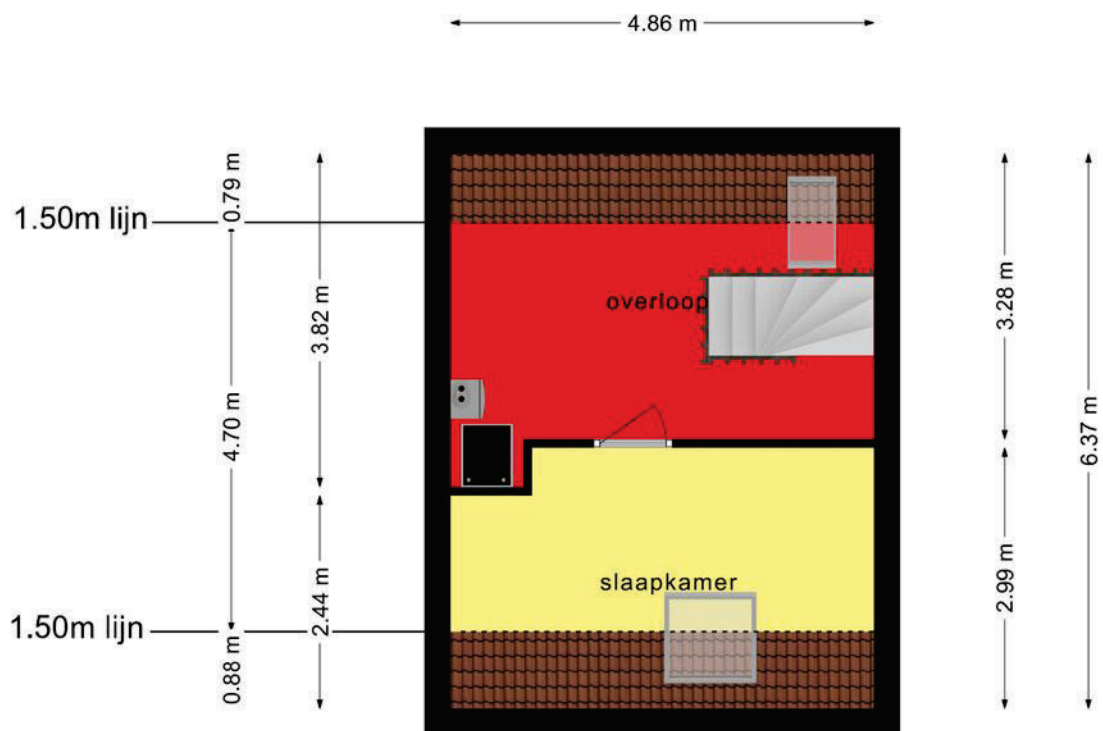 4.86 m
0.79 m
1.50m lijn
3.82 m
3.28 m
overloop
4.70 m
6.37 m
slaapkamer
2.44 m
2.99 m
1.50m lijn
0.88 m